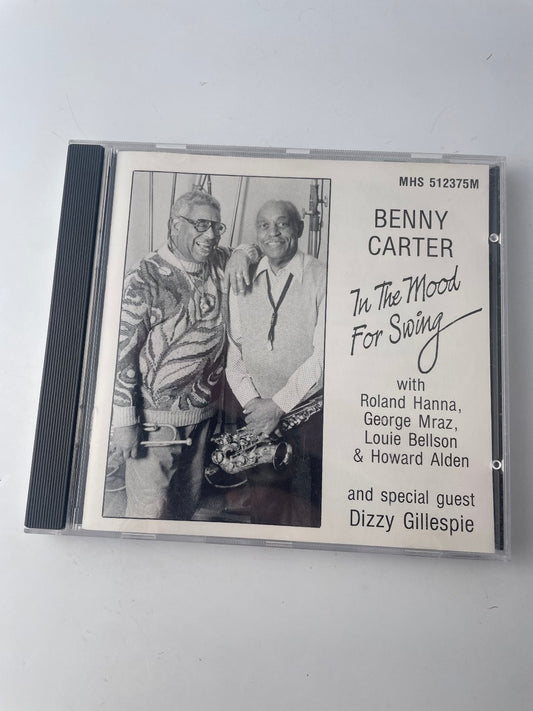 MHS 512375M
BENNY
CARTER
In The Mood
For Swing
with
Roland Hanna,
George Mraz,
Louie Bellson
& Howard Alden
and special guest
Dizzy Gillespie